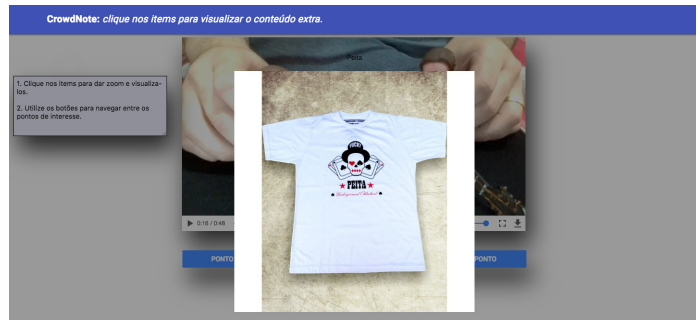 CrowdNote: clique nos items para visualizar o conteúdo extra.
Peita
1. Clique nos items para dar zoom e visualiza-
los.
2. Utilize os botões para navegar entre os
pontos de interesse.
PEITA
0:16 / 0:46
PONTO
PONTO